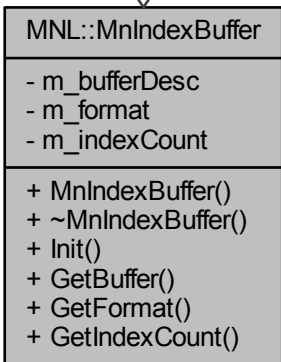 MNL::MnIndexBuffer
- m_bufferDesc
- m_format
- m_indexCount
+ MnIndexBuffer()
+ ~MnIndexBuffer()
+ Init()
+ GetBuffer()
+ GetFormat()
+ GetIndexCount()